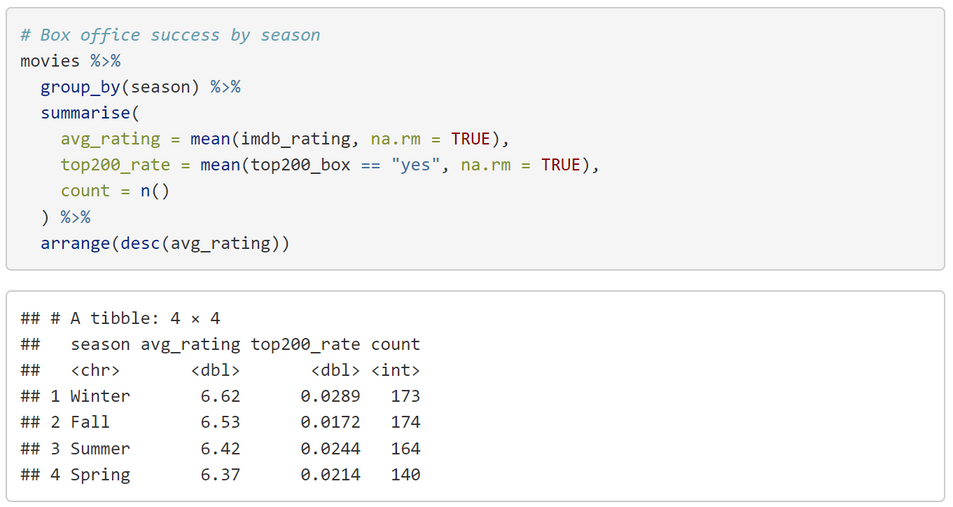 # Box office success by season
movies %>%
  group_by(season) %>%
  summarise(
    avg_rating = mean(imdb_rating, na.rm = TRUE),
    top200_rate = mean(top200_box == "yes", na.rm = TRUE),
    count = n()
  ) %>%
  arrange(desc(avg_rating))
## # A tibble: 4 × 4
##   season avg_rating top200_rate count
##   <chr>       <dbl>       <dbl> <int>
## 1 Winter       6.62      0.0289   173
## 2 Fall         6.53      0.0172   174
## 3 Summer       6.42      0.0244   164
## 4 Spring       6.37      0.0214   140